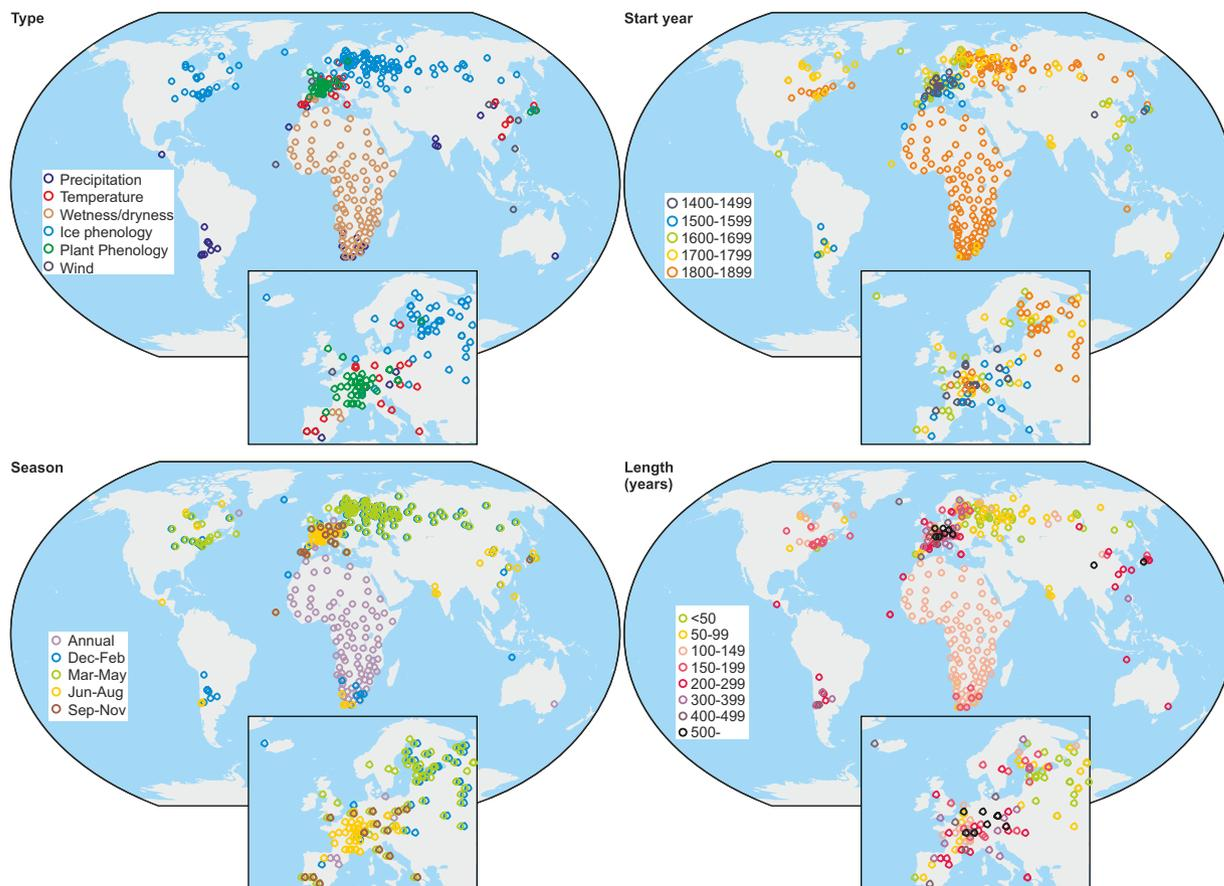 Type
Precipitation
Temperature
Wetness/dryness
Ice phenology
Plant Phenology
Wind
Start year
1400-1499
1500-1599
1600-1699
1700-1799
1800-1899
Season
Annual
Dec-Feb
Mar-May
Jun-Aug
Sep-Nov
Length
(years)
<50
50-99
100-149
150-199
200-299
300-399
400-499
500-